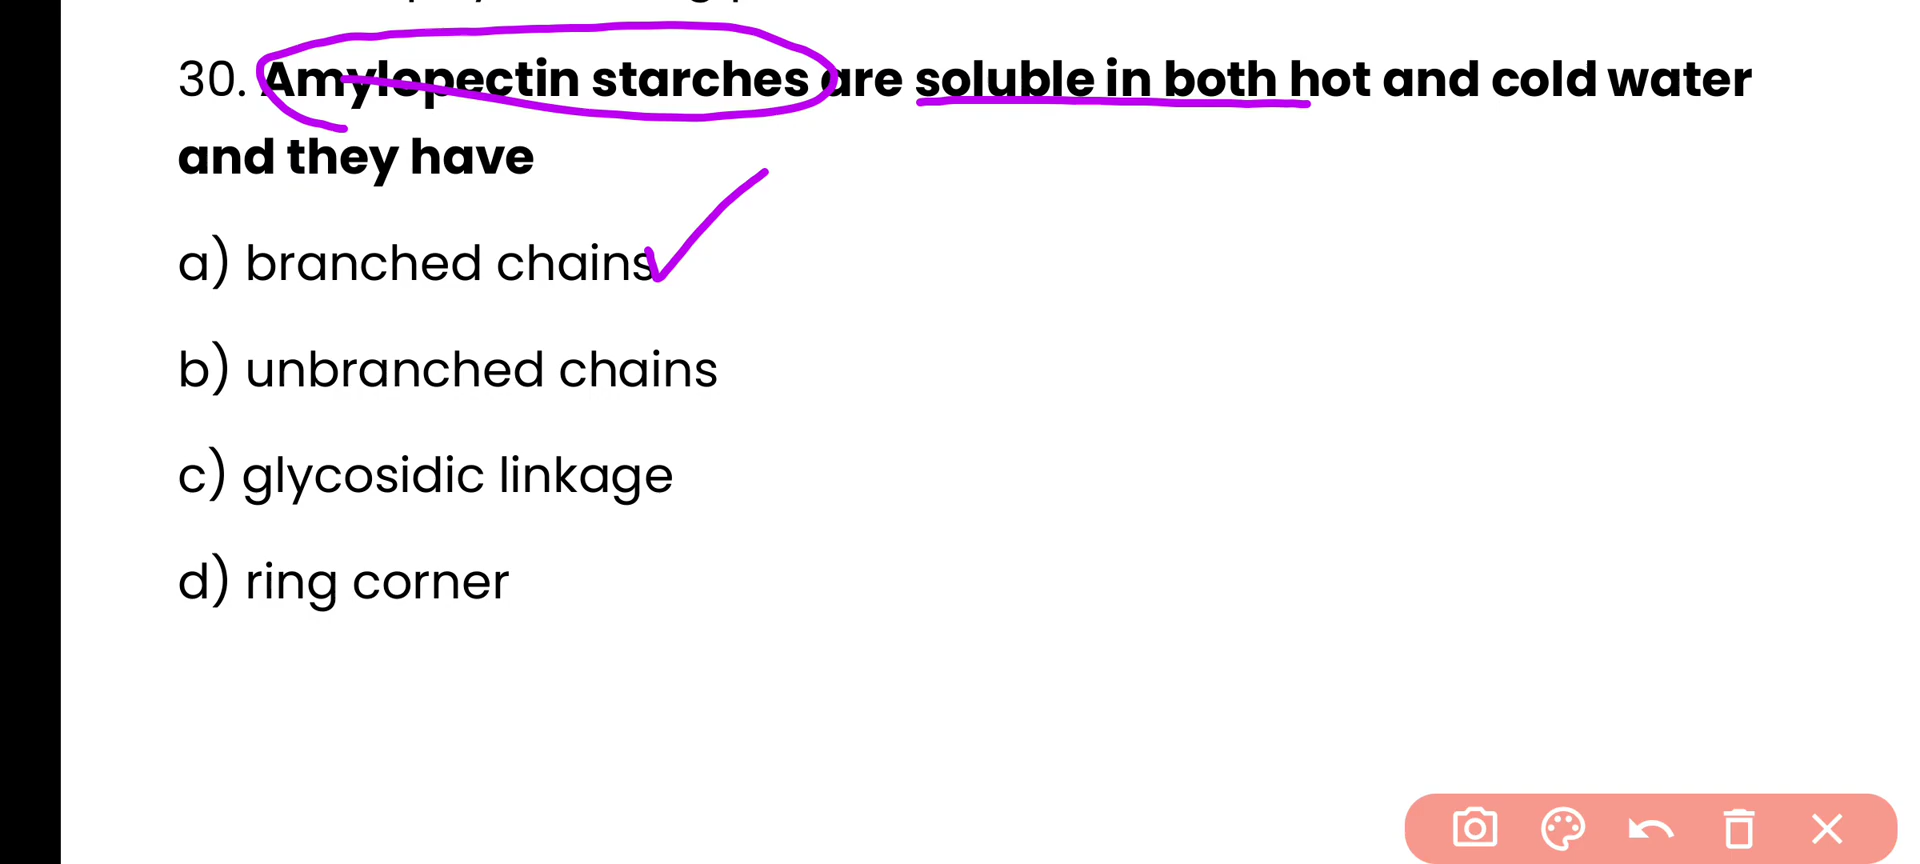 30. Amylopectin starches are soluble in both hot and cold water
and they have
a) branched chains
b) unbranched chains
c) glycosidic linkage
d) ring corner